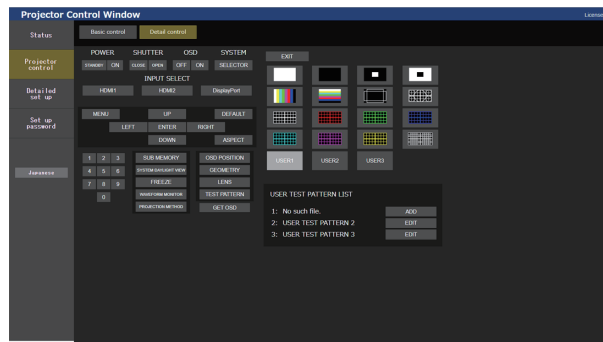 Projector Control Window
License
Status
Projector control
Detailed set up
Set up password
Japanese
Basic control
Detail control
POWER SHUTTER OSD SYSTEM
STANDBY ON CLOSE OPEN OFF ON SELECTOR
INPUT SELECT
HDMI1 HDMI2 DisplayPort
MENU UP DEFAULT
LEFT ENTER RIGHT
DOWN ASPECT
1 2 3 SUB MEMORY OSD POSITION
4 5 6 SYSTEM DAYLIGHT VIEW GEOMETRY
7 8 9 FREEZE LENS
0 WAVEFORM MONITOR TEST PATTERN
PROJECTION METHOD GET OSD
EXIT
USER1 USER2 USER3
USER TEST PATTERN LIST
1: No such file. ADD
2: USER TEST PATTERN 2 EDIT
3: USER TEST PATTERN 3 EDIT